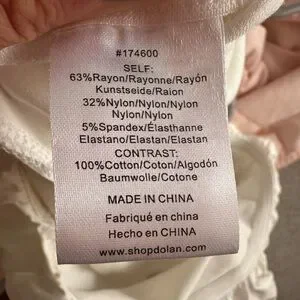 #174600
SELF:
63%Rayon/Rayonne/Rayón
Kunstseide/Raion
32%Nylon/Nylon/Nylon
Nylon/Nylon
5%Spandex/Élasthanne
Elastano/Elastan/Elastan
CONTRAST:
100%Cotton/Coton/Algodón
Baumwolle/Cotone
MADE IN CHINA
Fabriqué en china
Hecho en CHINA
www.shopdolan.com